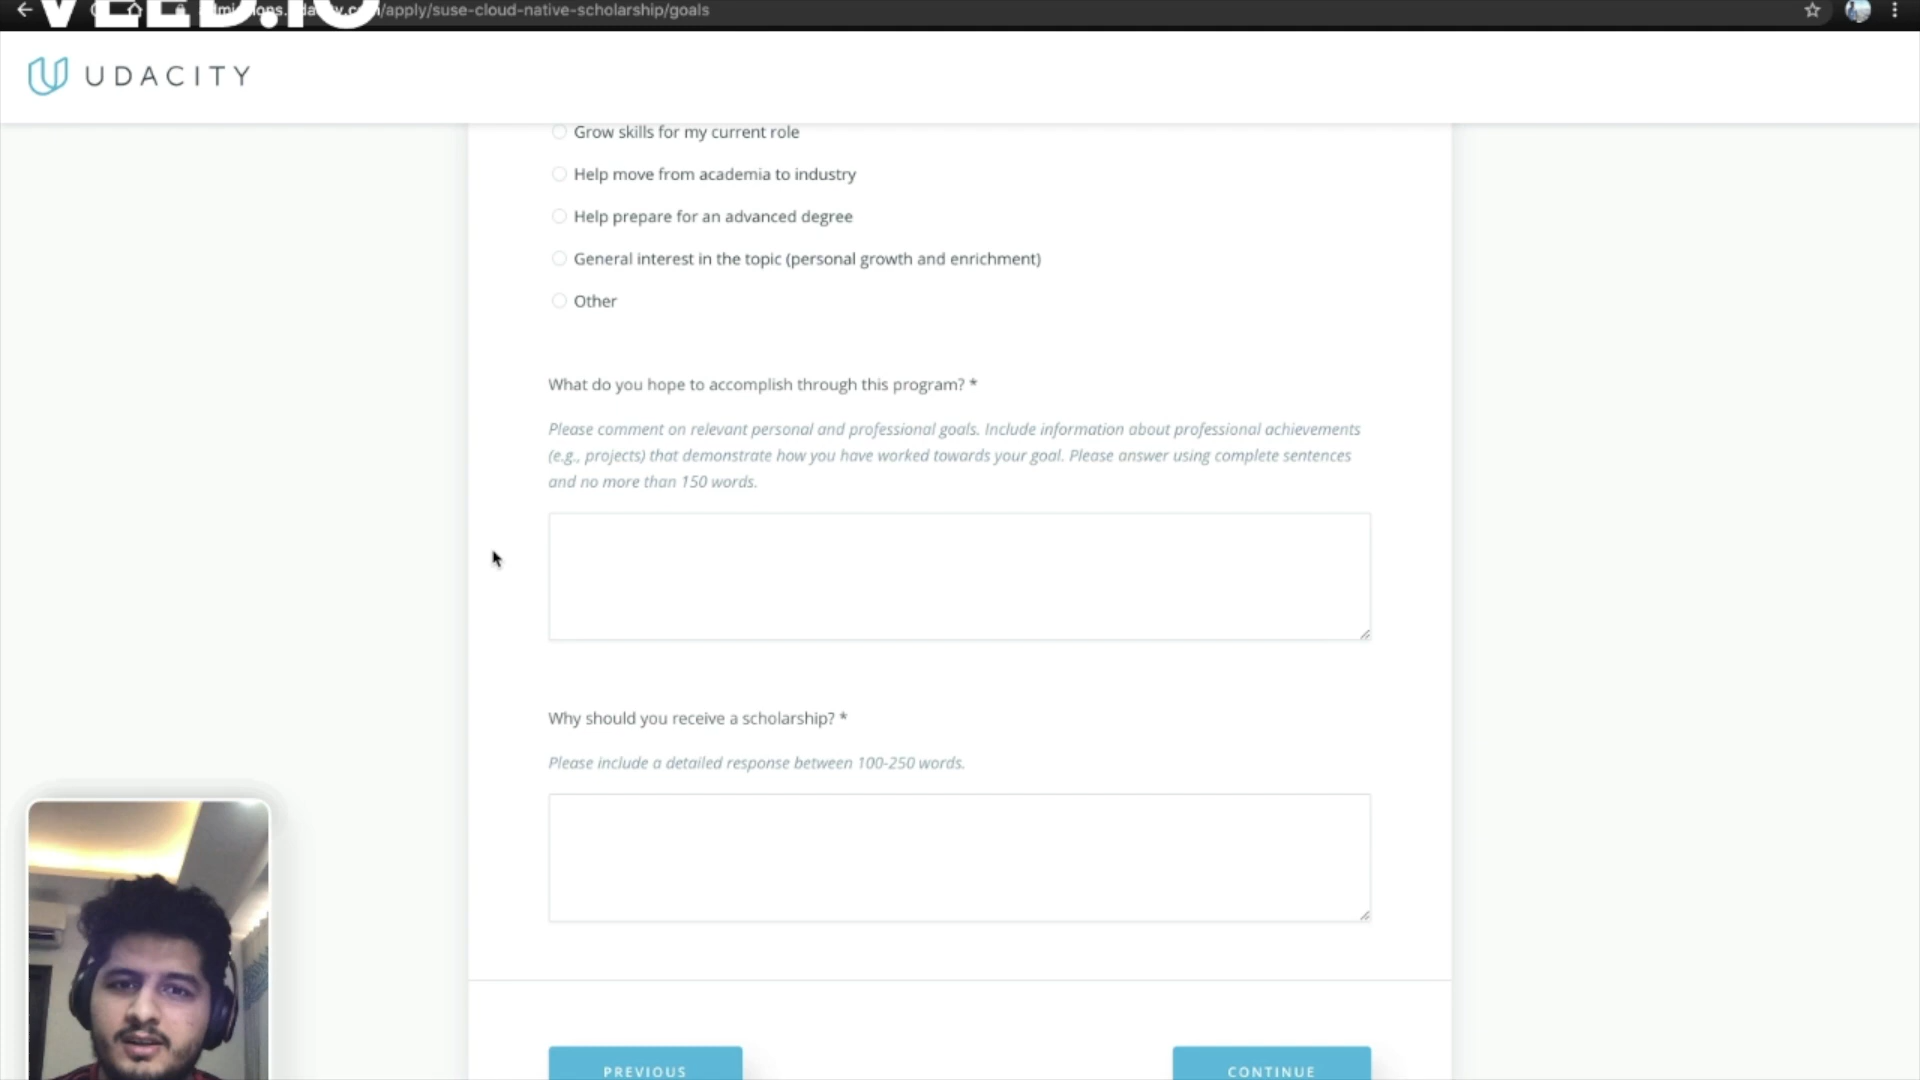 VEED.IO
/apply/suse-cloud-native-scholarship/goals
UDACITY
Grow skills for my current role
Help move from academia to industry
Help prepare for an advanced degree
General interest in the topic (personal growth and enrichment)
Other
What do you hope to accomplish through this program? *
Please comment on relevant personal and professional goals. Include information about professional achievements
(e.g., projects) that demonstrate how you have worked towards your goal. Please answer using complete sentences
and no more than 150 words.
Why should you receive a scholarship? *
Please include a detailed response between 100-250 words.
PREVIOUS
CONTINUE